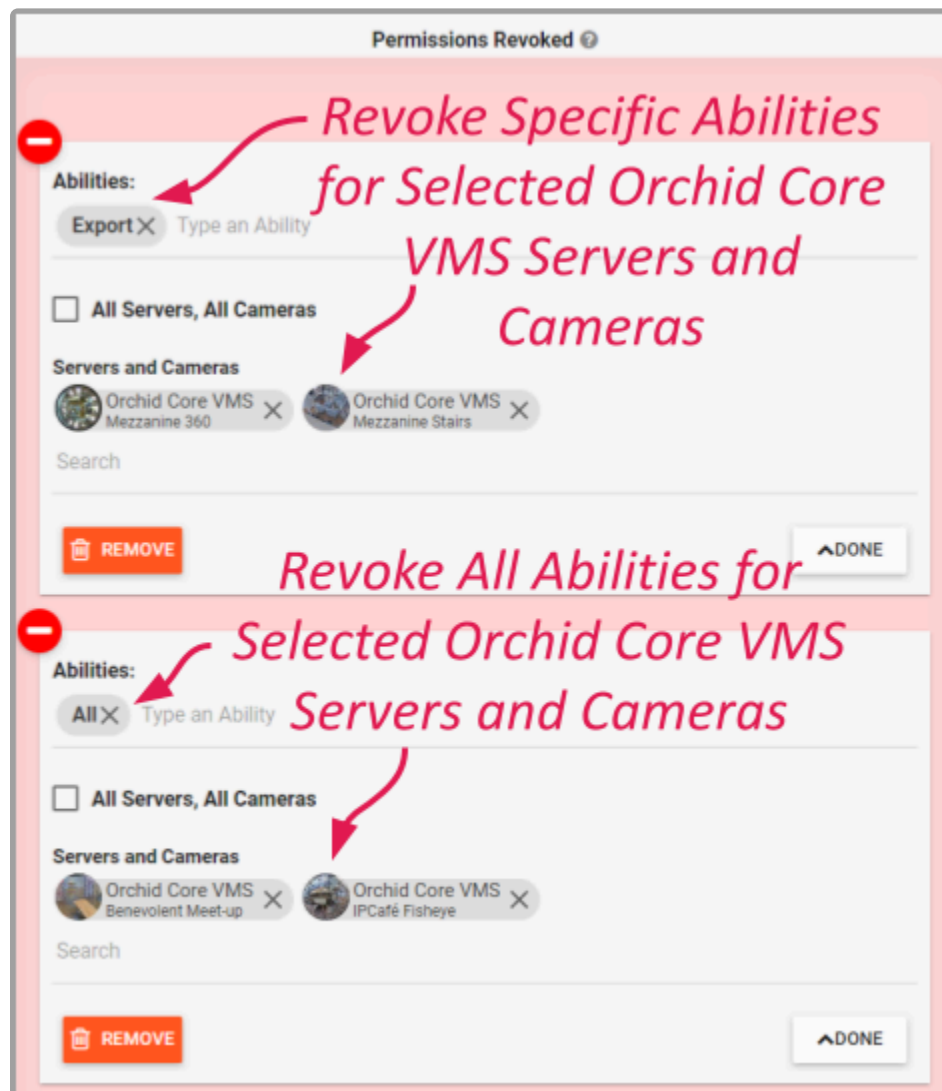 Permissions Revoked
Revoke Specific Abilities
for Selected Orchid Core
VMS Servers and
Cameras
Abilities:
Export Type an Ability
All Servers, All Cameras
Servers and Cameras
Orchid Core VMS Orchid Core VMS
Mezzanine 360 Mezzanine Stairs
Search
REMOVE DONE
Revoke All Abilities for
Selected Orchid Core VMS
Servers and Cameras
Abilities:
All Type an Ability
All Servers, All Cameras
Servers and Cameras
Orchid Core VMS Orchid Core VMS
Benevolent Meet-up IPCafé Fisheye
Search
REMOVE DONE